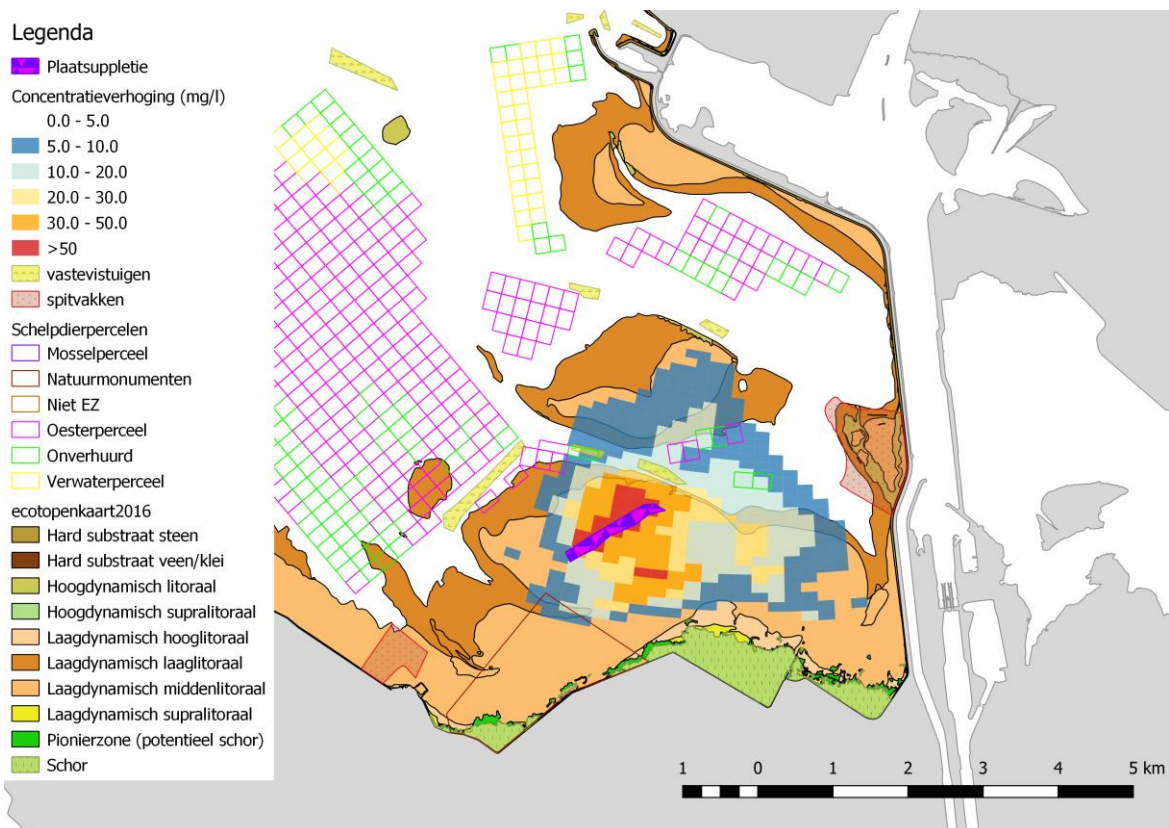 Legenda
Plaatsuppletie
Concentratieverhoging (mg/l)
0.0 - 5.0
5.0 - 10.0
10.0 - 20.0
20.0 - 30.0
30.0 - 50.0
>50
vastevistuigen
spitvakken
Schelpdierpercelen
Mosselperceel
Natuurmonumenten
Niet EZ
Oesterperceel
Onverhuurd
Verwaterperceel
ecotopenkaart2016
Hard substraat steen
Hard substraat veen/klei
Hoogdynamisch litoraal
Hoogdynamisch supralitoraal
Laagdynamisch hooglitoraal
Laagdynamisch laaglitoraal
Laagdynamisch middenlitoraal
Laagdynamisch supralitoraal
Pionierzone (potentieel schor)
Schor
1 0 1 2 3 4 5 km